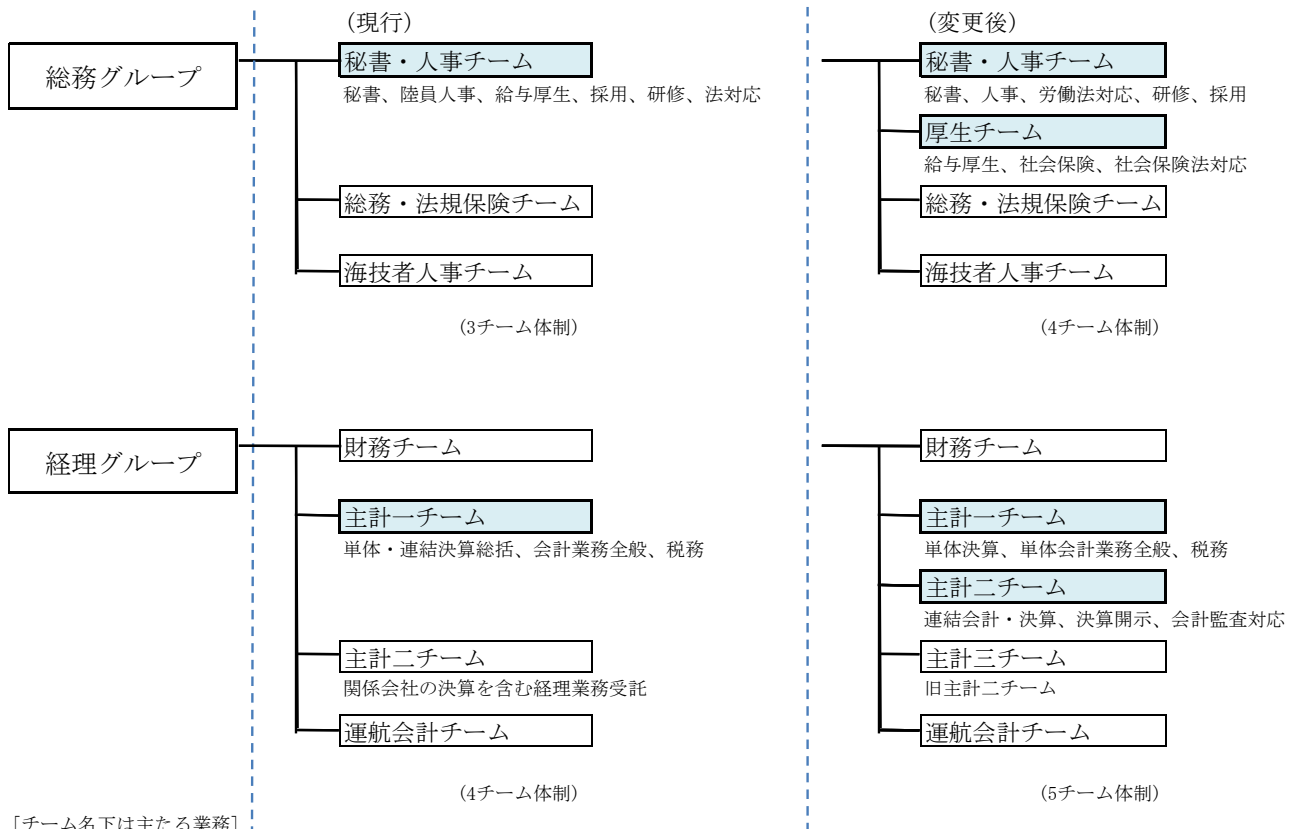 (現行)
(変更後)
総務グループ
秘書・人事チーム
秘書、陸員人事、給与厚生、採用、研修、法対応
総務・法規保険チーム
海技者人事チーム
(3チーム体制)
秘書・人事チーム
秘書、人事、労働法対応、研修、採用
厚生チーム
給与厚生、社会保険、社会保険法対応
総務・法規保険チーム
海技者人事チーム
(4チーム体制)
経理グループ
財務チーム
主計一チーム
単体・連結決算総括、会計業務全般、税務
主計二チーム
関係会社の決算を含む経理業務受託
運航会計チーム
(4チーム体制)
財務チーム
主計一チーム
単体決算、単体会計業務全般、税務
主計二チーム
連結会計・決算、決算開示、会計監査対応
主計三チーム
旧主計二チーム
運航会計チーム
(5チーム体制)
[チーム名下は主たる業務]